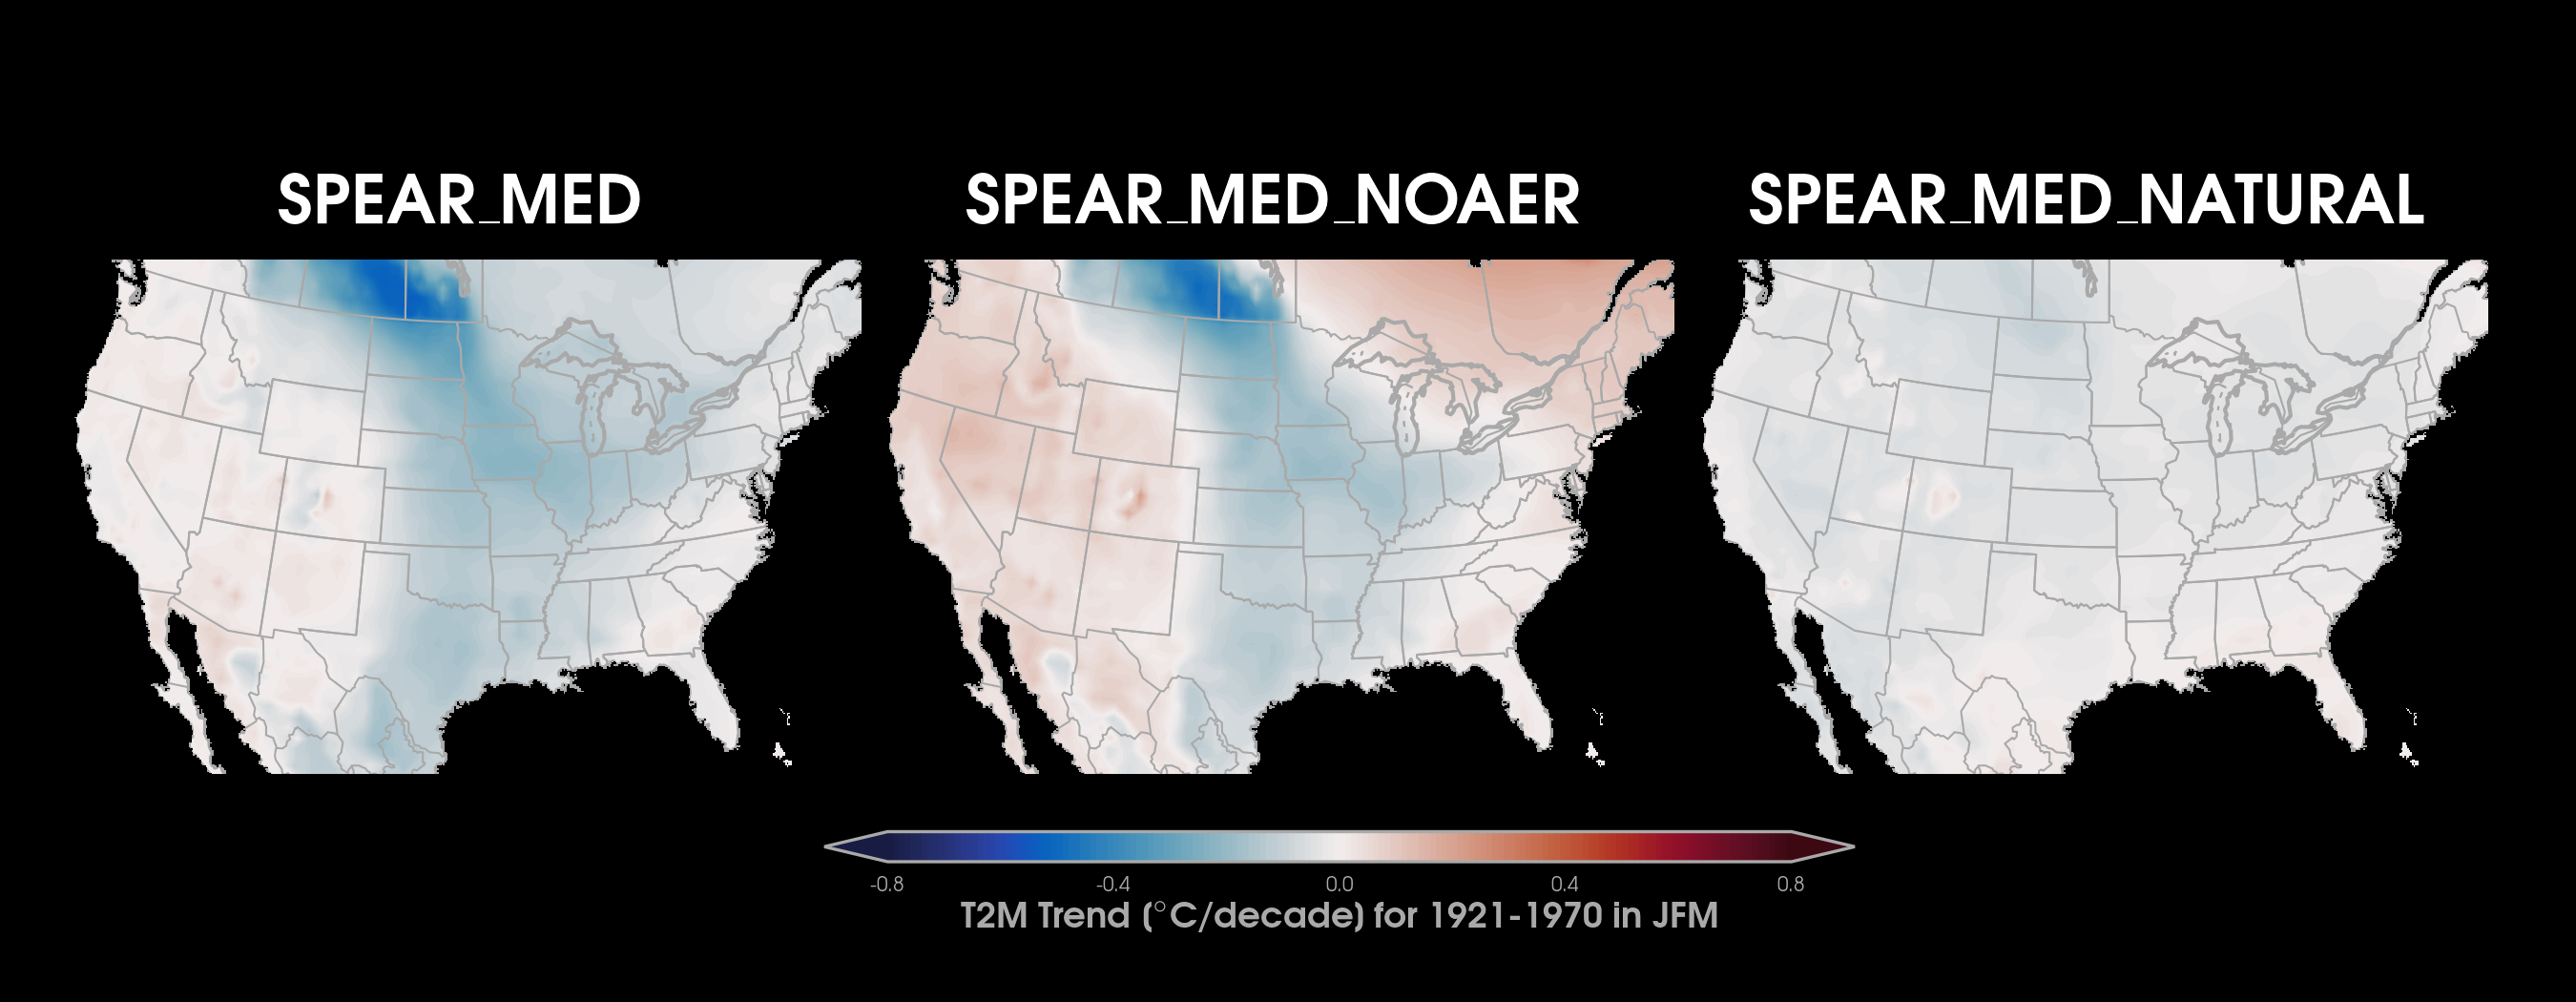 SPEAR_MED SPEAR_MED_NOAER SPEAR_MED_NATURAL
-0.8 -0.4 0.0 0.4 0.8
T2M Trend (°C/decade) for 1921-1970 in JFM